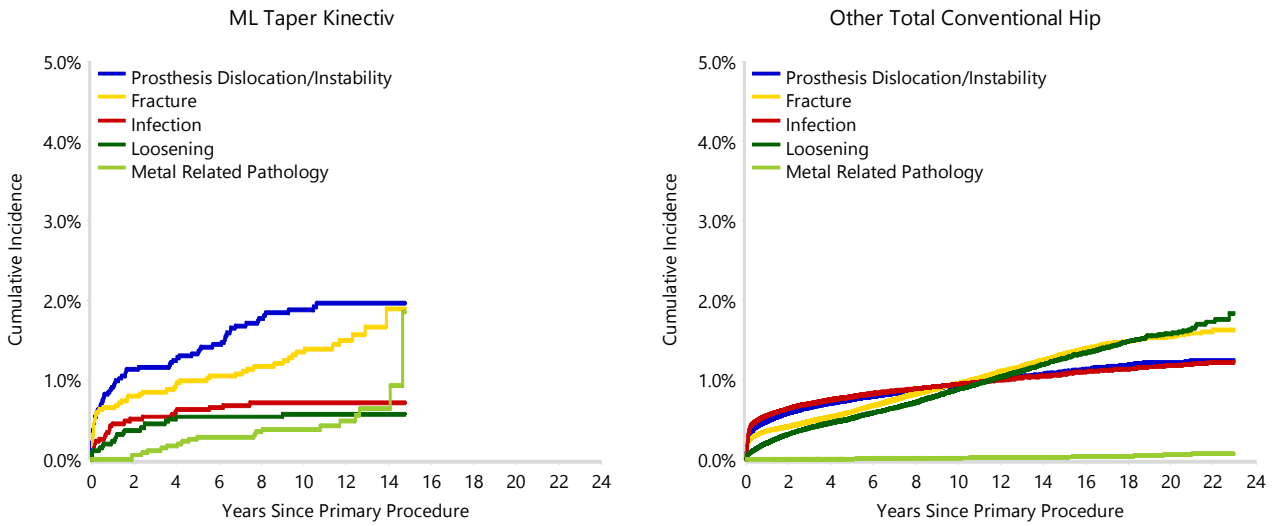 ML Taper Kinectiv
Cumulative Incidence
5.0%
4.0%
3.0%
2.0%
1.0%
0.0%
Prosthesis Dislocation/Instability
Fracture
Infection
Loosening
Metal Related Pathology
0 2 4 6 8 10 12 14 16 18 20 22 24
Years Since Primary Procedure
Other Total Conventional Hip
Cumulative Incidence
5.0%
4.0%
3.0%
2.0%
1.0%
0.0%
Prosthesis Dislocation/Instability
Fracture
Infection
Loosening
Metal Related Pathology
0 2 4 6 8 10 12 14 16 18 20 22 24
Years Since Primary Procedure